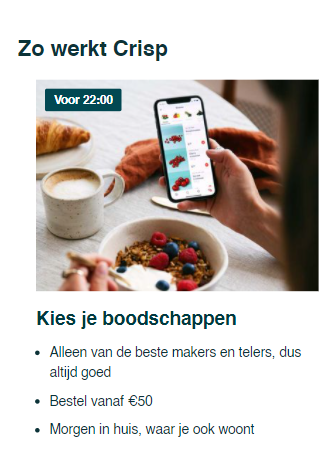 Zo werkt Crisp
Voor 22:00
Kies je boodschappen
Alleen van de beste makers en telers, dus
altijd goed
Bestel vanaf €50
Morgen in huis, waar je ook woont